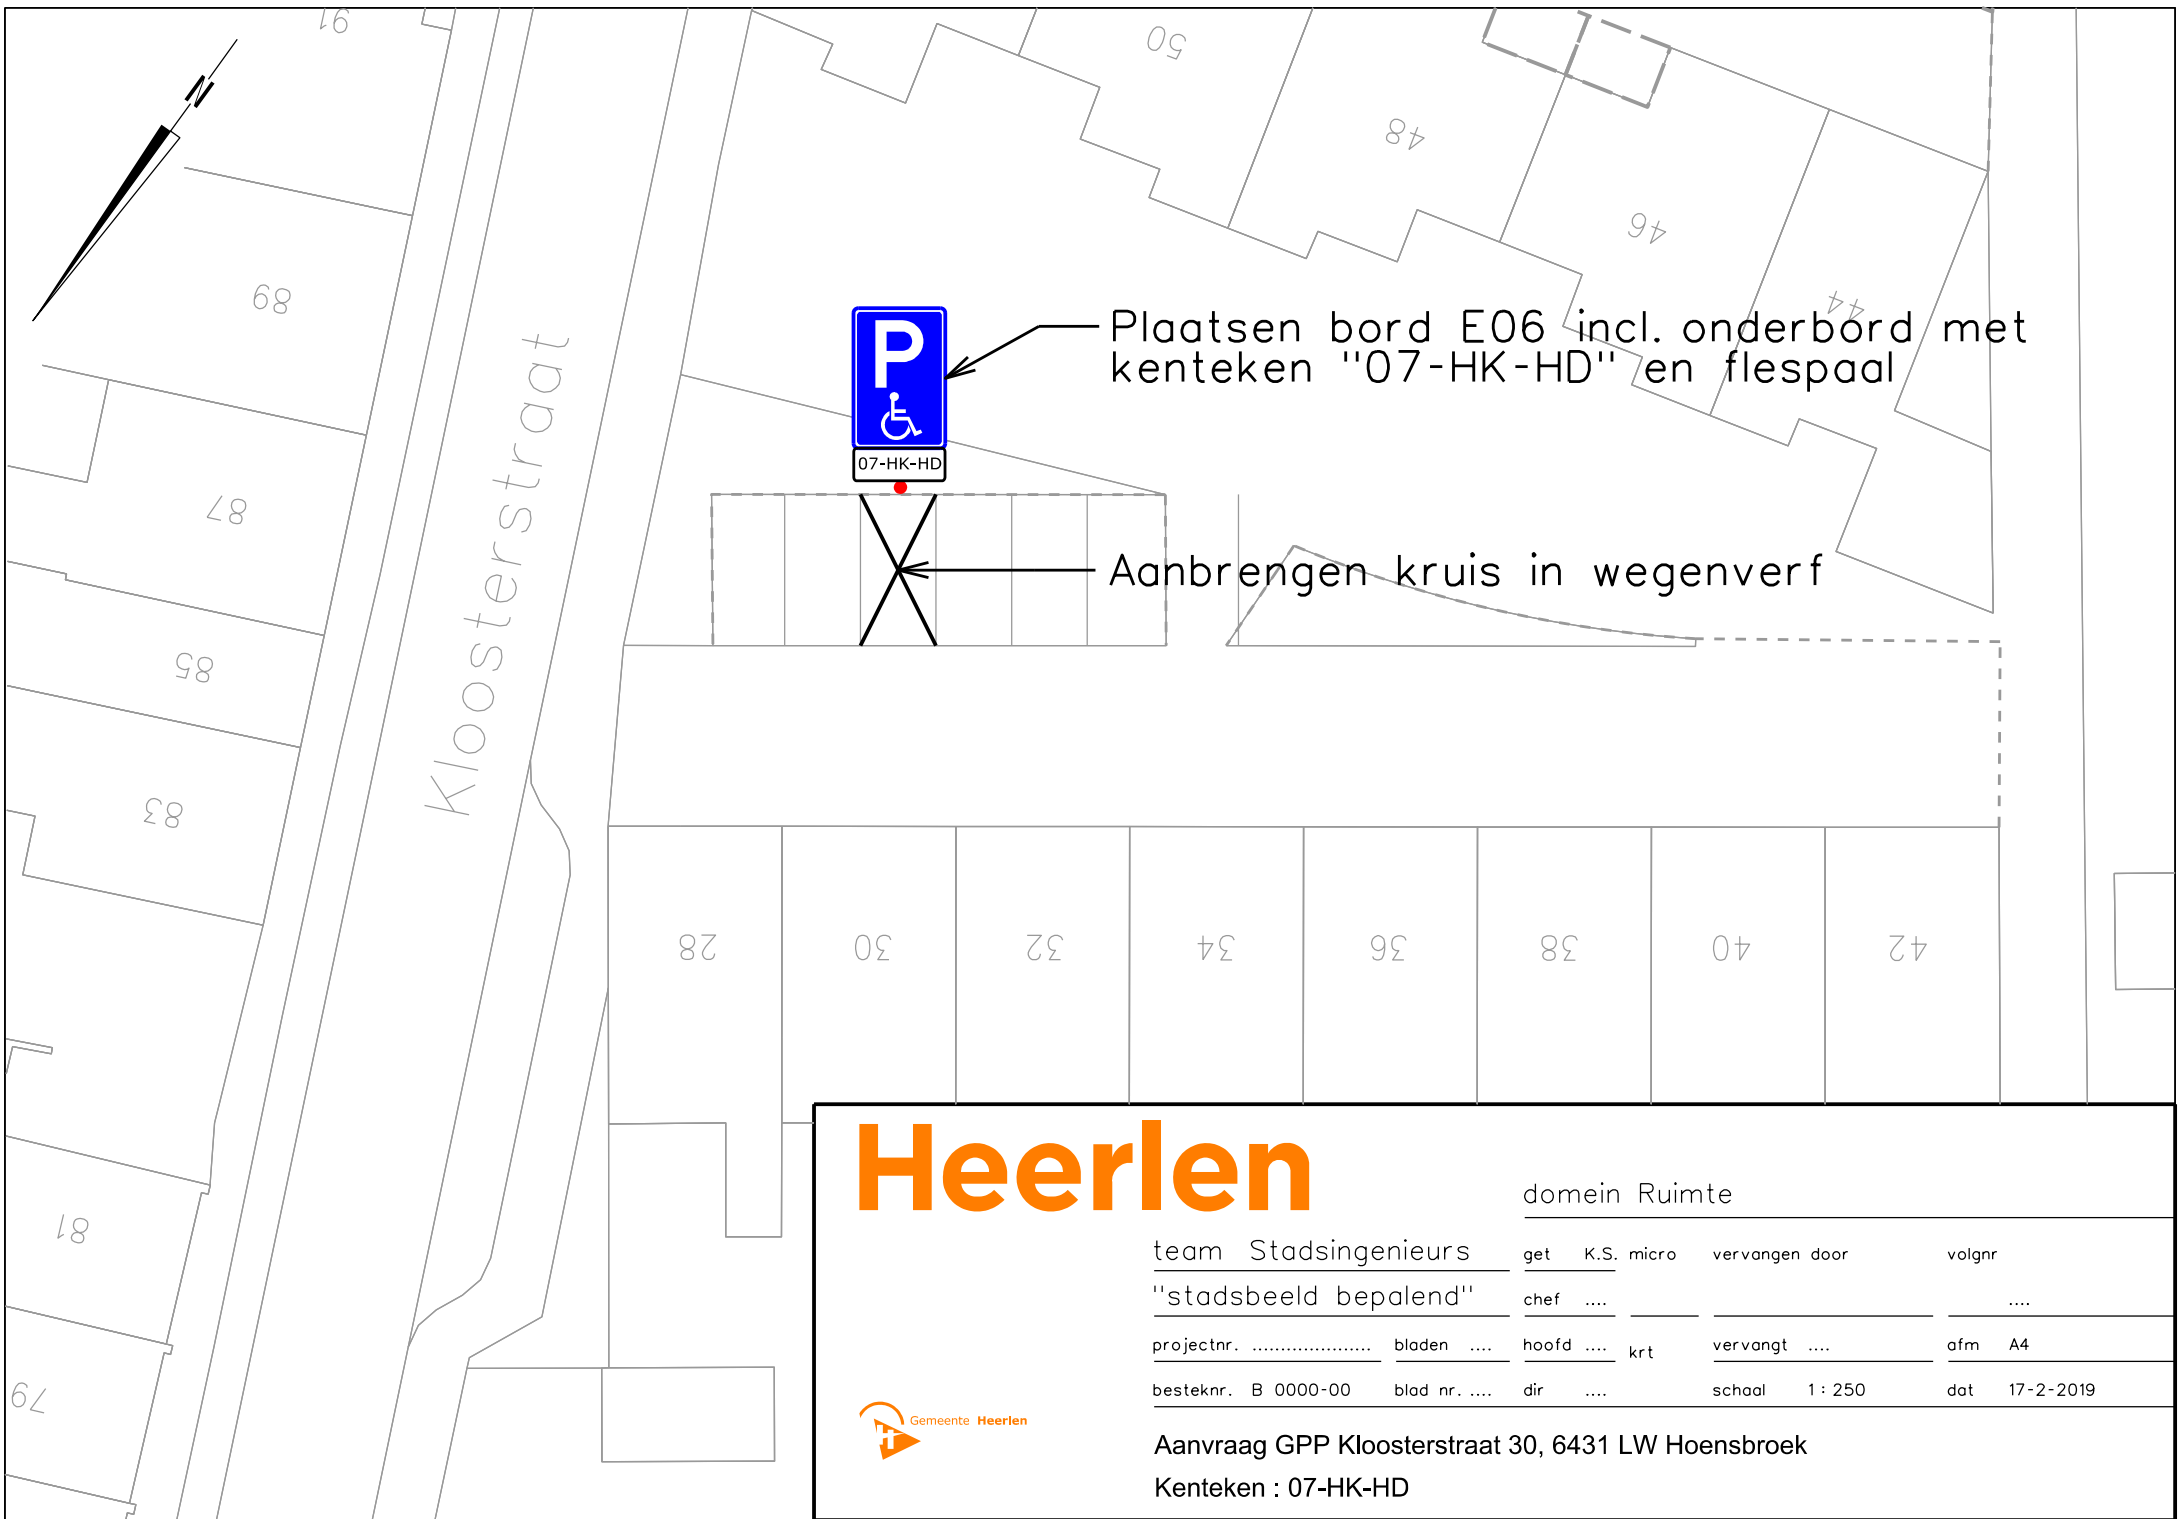 91
N
50
48
89
46
44
Plaatsen bord E06 incl. onderbord met
kenteken "07-HK-HD" en flespaal
P
07-HK-HD
87
Kloosterstraat
Aanbrengen kruis in wegenverf
85
83
28 30 32 34 36 38 40 42
81
79
Heerlen
domein Ruimte
team Stadsingenieurs get K.S. micro vervangen door volgnr
"stadsbeeld bepalend" chef .... ....
projectnr. ..................... bladen .... hoofd .... krt vervangt .... afm A4
besteknr. B 0000-00 blad nr. .... dir .... schaal 1 : 250 dat 17-2-2019
H Gemeente Heerlen
Aanvraag GPP Kloosterstraat 30, 6431 LW Hoensbroek
Kenteken : 07-HK-HD